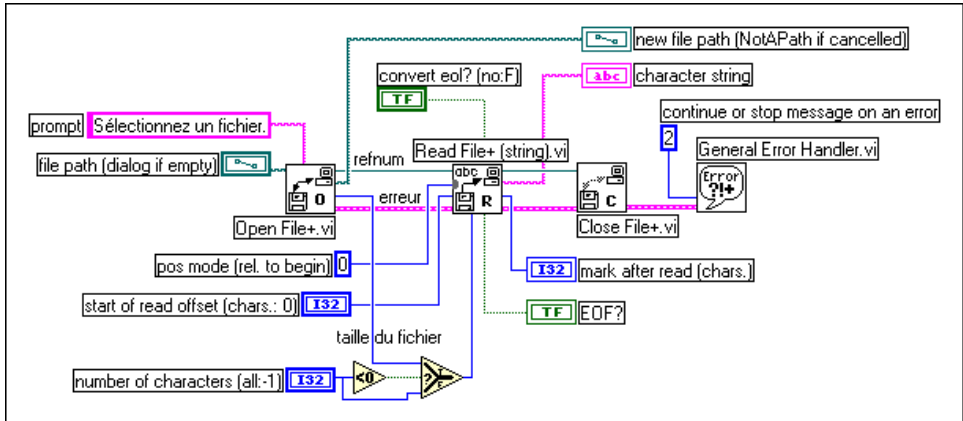 new file path (NotAPath if cancelled)
convert eol? (no:F)
abc
character string
TF
continue or stop message on an error
prompt
Sélectionnez un fichier.
2
General Error Handler.vi
file path (dialog if empty)
refnum
Read File+ (string).vi
abc
Error
?!+
O
erreur
R
C
Open File+.vi
Close File+.vi
pos mode (rel. to begin)
0
I32
mark after read (chars.)
start of read offset (chars.: 0)
I32
TF
EOF?
taille du fichier
number of characters (all:-1)
I32
<0
?
T
F